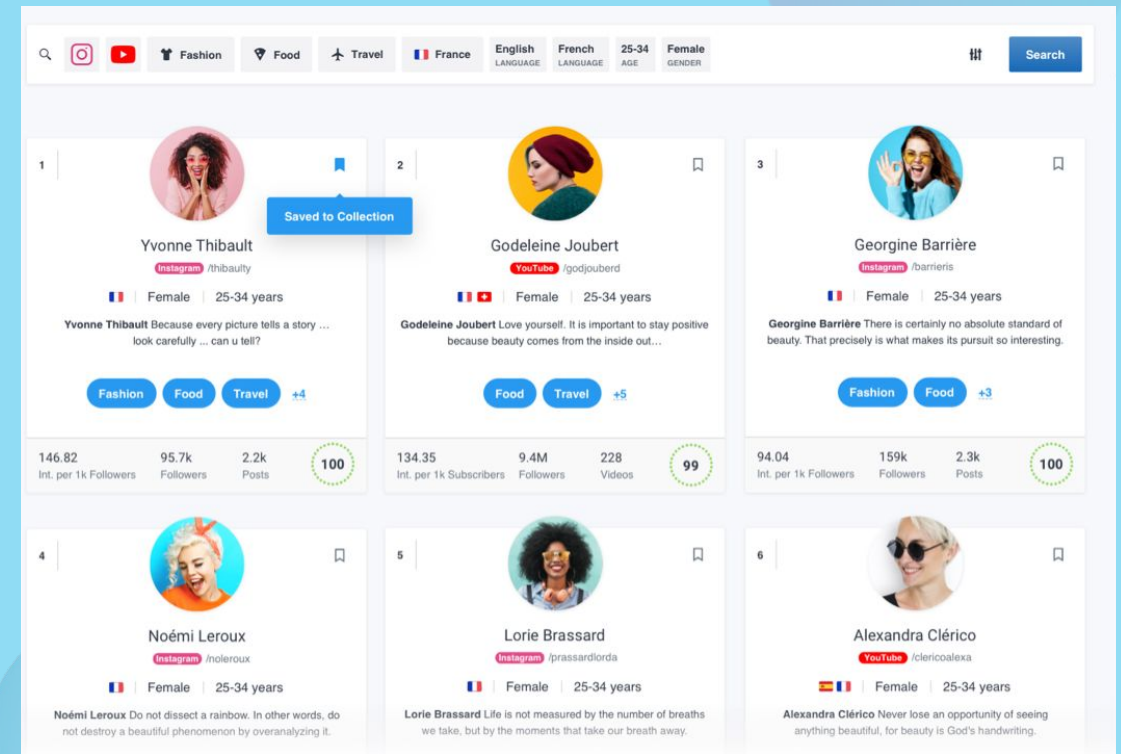 Fashion
Food
Travel
France
English
LANGUAGE
French
LANGUAGE
25-34
AGE
Female
GENDER
Search
1
Saved to Collection
Yvonne Thibault
Instagram /thibaulty
Female 25-34 years
Yvonne Thibault Because every picture tells a story …
look carefully ... can u tell?
Fashion Food Travel +4
146.82 95.7k 2.2k 100
Int. per 1k Followers Followers Posts
2
Godeleine Joubert
YouTube /godjouberd
Female 25-34 years
Godeleine Joubert Love yourself. It is important to stay positive
because beauty comes from the inside out…
Food Travel +5
134.35 9.4M 228 99
Int. per 1k Subscribers Followers Videos
3
Georgine Barrière
Instagram /barrieris
Female 25-34 years
Georgine Barrière There is certainly no absolute standard of
beauty. That precisely is what makes its pursuit so interesting.
Fashion Food +3
94.04 159k 2.3k 100
Int. per 1k Followers Followers Posts
4
Noémi Leroux
Instagram /noleroux
Female 25-34 years
Noémi Leroux Do not dissect a rainbow. In other words, do
not destroy a beautiful phenomenon by overanalyzing it.
5
Lorie Brassard
Instagram /prassardiorda
Female 25-34 years
Lorie Brassard Life is not measured by the number of breaths
we take, but by the moments that take our breath away.
6
Alexandra Clérico
YouTube /clericoalexa
Female 25-34 years
Alexandra Clérico Never lose an opportunity of seeing
anything beautiful, for beauty is God's handwriting.